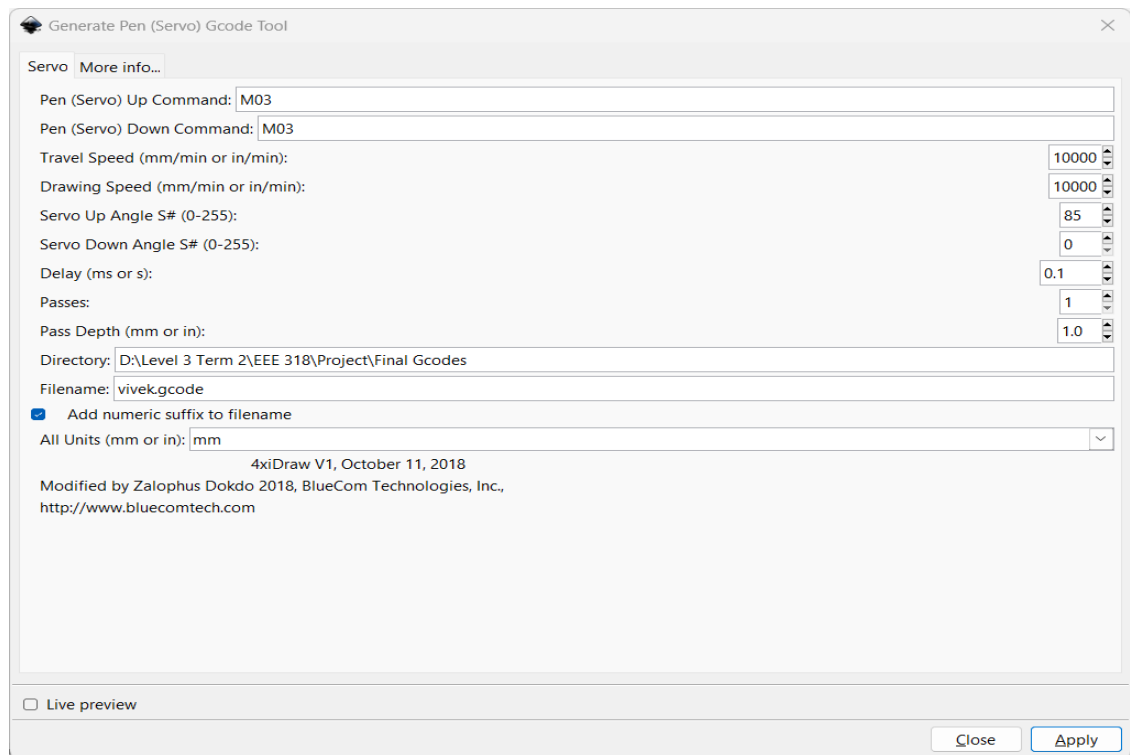 Generate Pen (Servo) Gcode Tool
Servo More info...
Pen (Servo) Up Command: M03
Pen (Servo) Down Command: M03
Travel Speed (mm/min or in/min): 10000
Drawing Speed (mm/min or in/min): 10000
Servo Up Angle S# (0-255): 85
Servo Down Angle S# (0-255): 0
Delay (ms or s): 0.1
Passes: 1
Pass Depth (mm or in): 1.0
Directory: D:\Level 3 Term 2\EEE 318\Project\Final Gcodes
Filename: vivek.gcode
Add numeric suffix to filename
All Units (mm or in): mm
4xiDraw V1, October 11, 2018
Modified by Zalophus Dokdo 2018, BlueCom Technologies, Inc.,
http://www.bluecomtech.com
Live preview
Close Apply